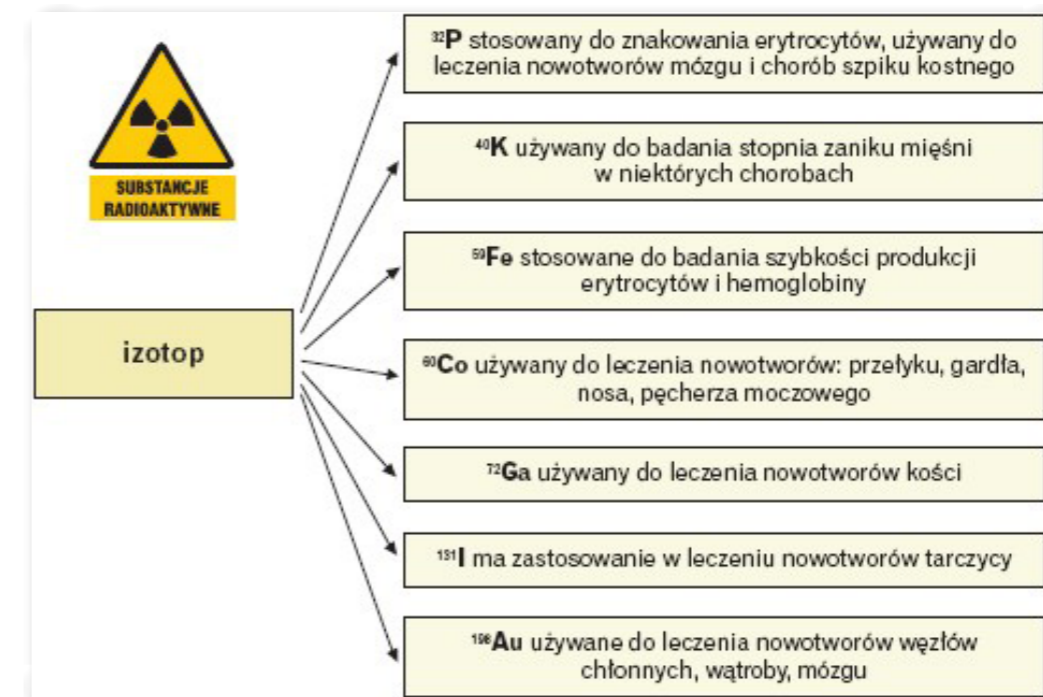 SUBSTANCJE
RADIOAKTYWNE
izotop
³²P stosowany do znakowania erytrocytów, używany do
leczenia nowotworów mózgu i chorób szpiku kostnego
⁴⁰K używany do badania stopnia zaniku mięśni
w niektórych chorobach
⁵⁹Fe stosowane do badania szybkości produkcji
erytrocytów i hemoglobiny
⁶⁰Co używany do leczenia nowotworów: przełyku, gardła,
nosa, pęcherza moczowego
⁷²Ga używany do leczenia nowotworów kości
¹³¹I ma zastosowanie w leczeniu nowotworów tarczycy
¹⁹⁸Au używane do leczenia nowotworów węzłów
chłonnych, wątroby, mózgu